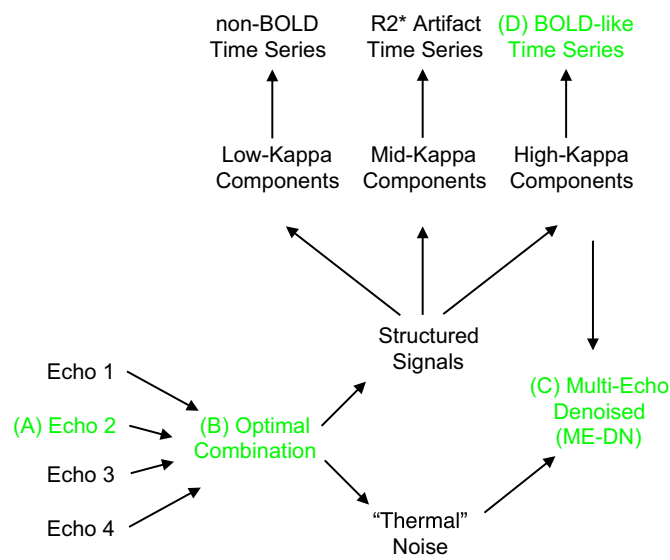 non-BOLD
Time Series
R2* Artifact
Time Series
(D) BOLD-like
Time Series
Low-Kappa
Components
Mid-Kappa
Components
High-Kappa
Components
Structured
Signals
Echo 1
(A) Echo 2
Echo 3
Echo 4
(B) Optimal
Combination
(C) Multi-Echo
Denoised
(ME-DN)
“Thermal”
Noise